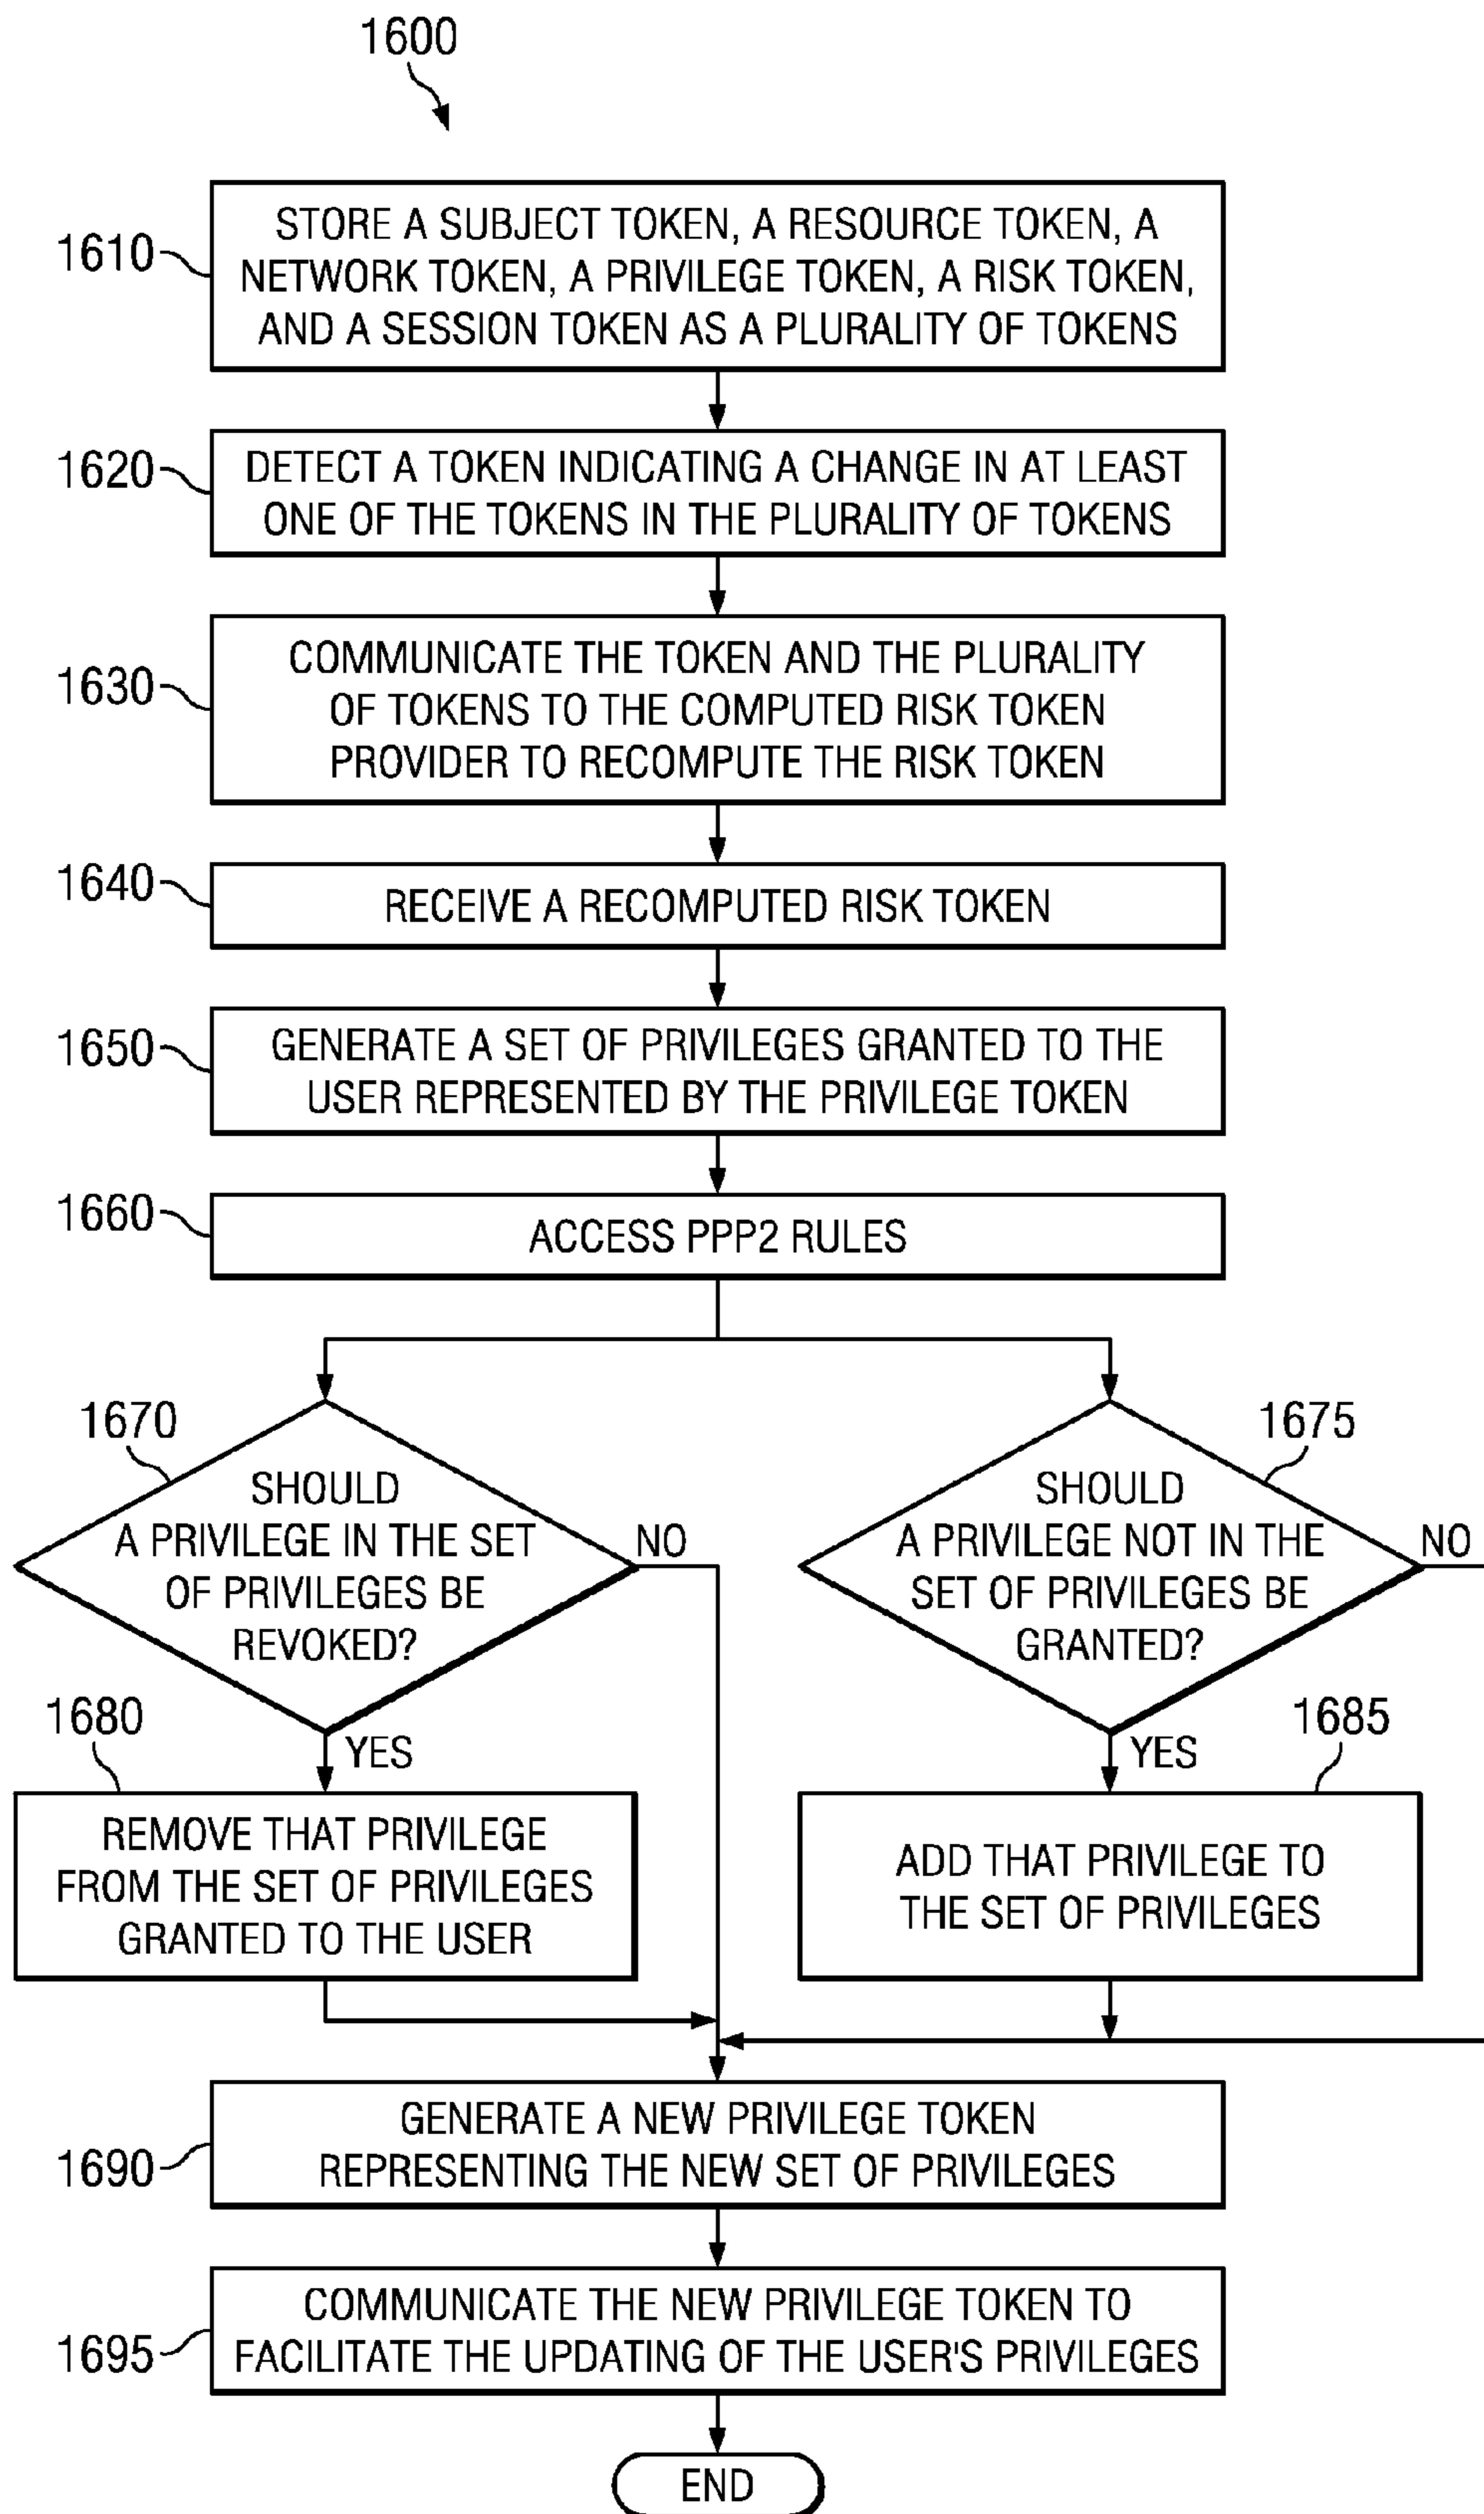 1600
1610
STORE A SUBJECT TOKEN, A RESOURCE TOKEN, A
NETWORK TOKEN, A PRIVILEGE TOKEN, A RISK TOKEN,
AND A SESSION TOKEN AS A PLURALITY OF TOKENS
1620
DETECT A TOKEN INDICATING A CHANGE IN AT LEAST
ONE OF THE TOKENS IN THE PLURALITY OF TOKENS
1630
COMMUNICATE THE TOKEN AND THE PLURALITY
OF TOKENS TO THE COMPUTED RISK TOKEN
PROVIDER TO RECOMPUTE THE RISK TOKEN
1640
RECEIVE A RECOMPUTED RISK TOKEN
1650
GENERATE A SET OF PRIVILEGES GRANTED TO THE
USER REPRESENTED BY THE PRIVILEGE TOKEN
1660
ACCESS PPP2 RULES
1670
SHOULD
A PRIVILEGE IN THE SET
OF PRIVILEGES BE
REVOKED?
NO
YES
1675
SHOULD
A PRIVILEGE NOT IN THE
SET OF PRIVILEGES BE
GRANTED?
NO
YES
1680
REMOVE THAT PRIVILEGE
FROM THE SET OF PRIVILEGES
GRANTED TO THE USER
1685
ADD THAT PRIVILEGE TO
THE SET OF PRIVILEGES
1690
GENERATE A NEW PRIVILEGE TOKEN
REPRESENTING THE NEW SET OF PRIVILEGES
1695
COMMUNICATE THE NEW PRIVILEGE TOKEN TO
FACILITATE THE UPDATING OF THE USER'S PRIVILEGES
END